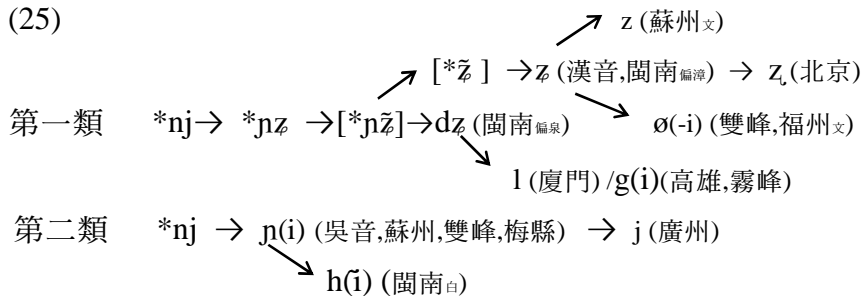 (25)
z (蘇州文)
[*z̃ ] → ʑ (漢音,閩南偏漳) → ʐ (北京)
第一類 *nj→ *ɲʑ →[*ɲʑ̃]→dʑ (閩南偏泉) ø(-i) (雙峰,福州文)
l (廈門) /g(i)(高雄,霧峰)
第二類 *nj → ɲ(i) (吳音,蘇州,雙峰,梅縣) → j (廣州)
h(ĩ) (閩南白)